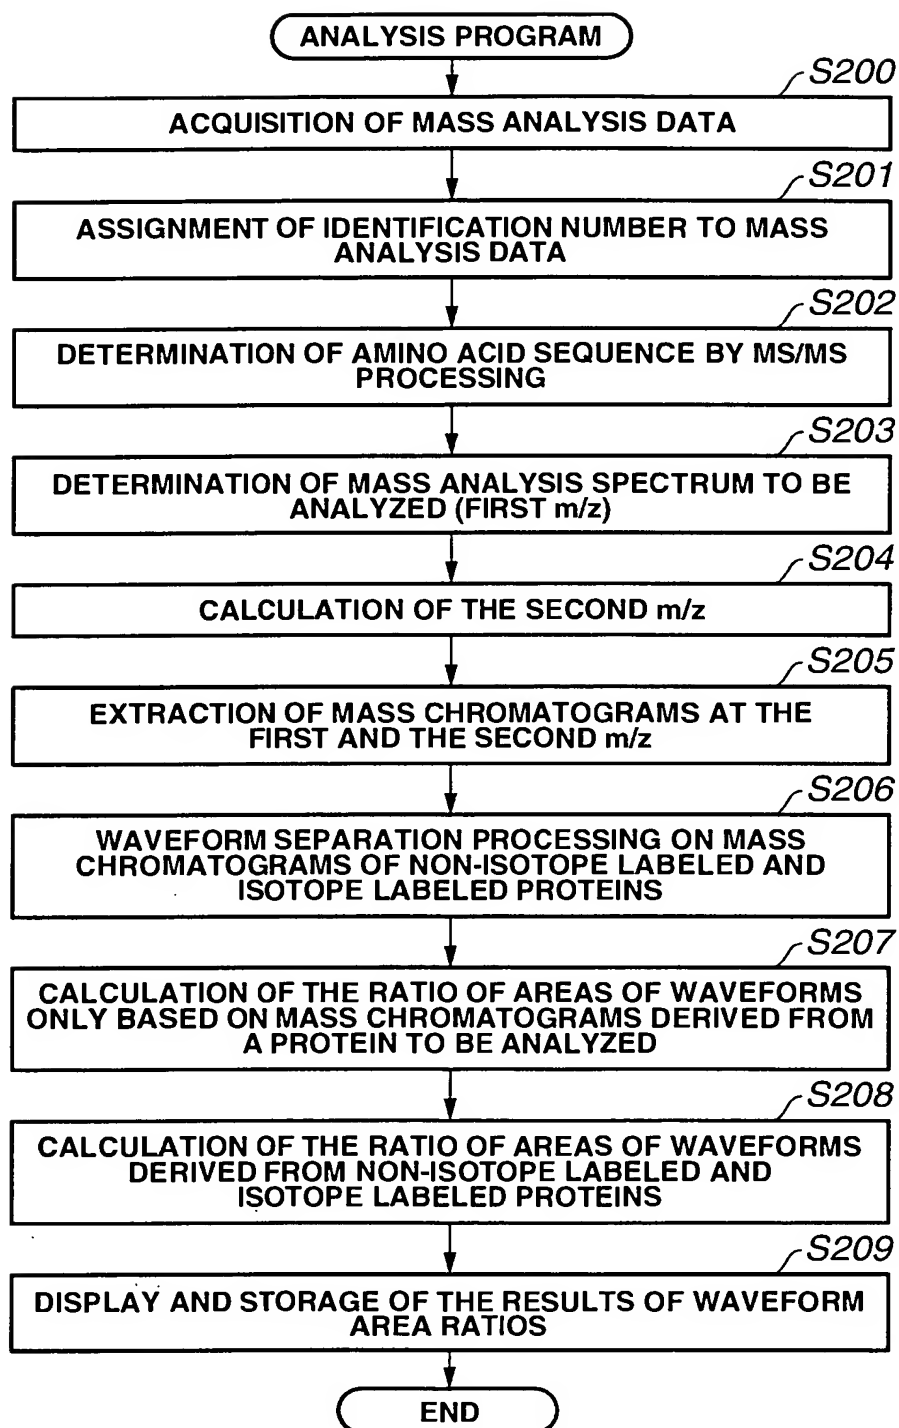 ANALYSIS PROGRAM
S200
ACQUISITION OF MASS ANALYSIS DATA
S201
ASSIGNMENT OF IDENTIFICATION NUMBER TO MASS
ANALYSIS DATA
S202
DETERMINATION OF AMINO ACID SEQUENCE BY MS/MS
PROCESSING
S203
DETERMINATION OF MASS ANALYSIS SPECTRUM TO BE
ANALYZED (FIRST m/z)
S204
CALCULATION OF THE SECOND m/z
S205
EXTRACTION OF MASS CHROMATOGRAMS AT THE
FIRST AND THE SECOND m/z
S206
WAVEFORM SEPARATION PROCESSING ON MASS
CHROMATOGRAMS OF NON-ISOTOPE LABELED AND
ISOTOPE LABELED PROTEINS
S207
CALCULATION OF THE RATIO OF AREAS OF WAVEFORMS
ONLY BASED ON MASS CHROMATOGRAMS DERIVED FROM
A PROTEIN TO BE ANALYZED
S208
CALCULATION OF THE RATIO OF AREAS OF WAVEFORMS
DERIVED FROM NON-ISOTOPE LABELED AND
ISOTOPE LABELED PROTEINS
S209
DISPLAY AND STORAGE OF THE RESULTS OF WAVEFORM
AREA RATIOS
END